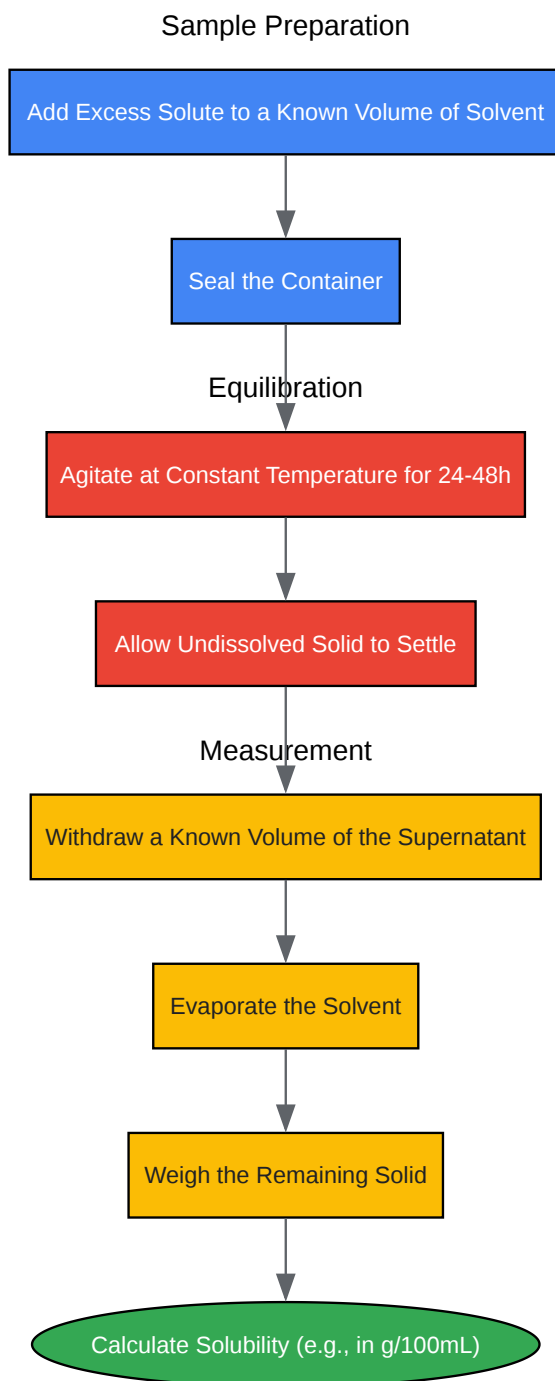 Sample Preparation
Add Excess Solute to a Known Volume of Solvent
Seal the Container
Equilibration
Agitate at Constant Temperature for 24-48h
Allow Undissolved Solid to Settle
Measurement
Withdraw a Known Volume of the Supernatant
Evaporate the Solvent
Weigh the Remaining Solid
Calculate Solubility (e.g., in g/100mL)